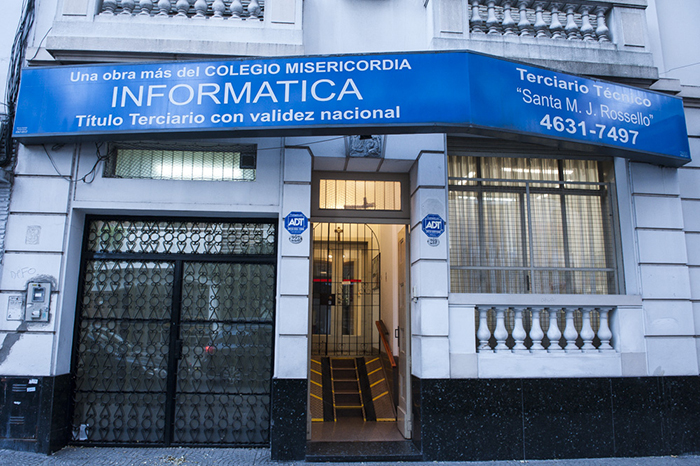 Una obra más del COLEGIO MISERICORDIA
INFORMATICA
Título Terciario con validez nacional
Terciario Técnico
"Santa M. J. Rossello"
4631-7497
ADT
ADT